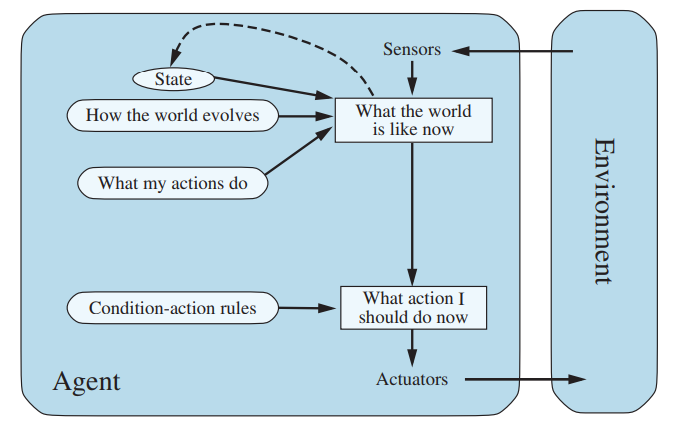 Sensors
State
How the world evolves
What the world
is like now
What my actions do
Environment
Condition-action rules
What action I
should do now
Agent
Actuators